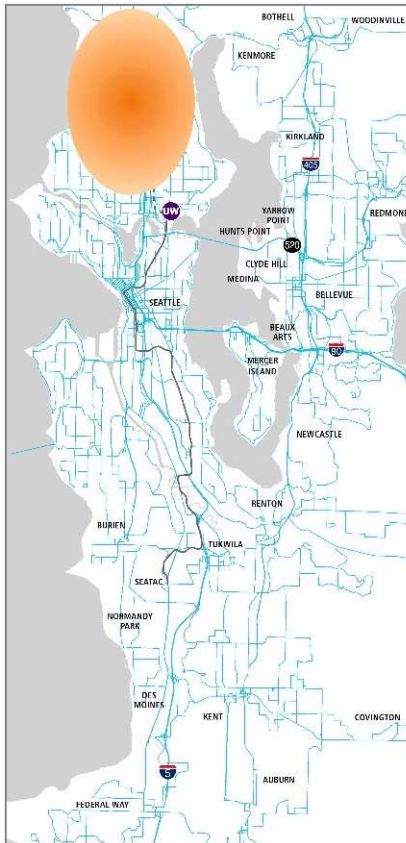 BOTHELL
WOODINVILLE
KENMORE
KIRKLAND
405
YARROW
POINT
REDMOND
UW
HUNTS POINT
520
CLYDE HILL
MEDINA
BELLEVUE
SEATTLE
BEAUX
ARTS
90
MERCER
ISLAND
NEWCASTLE
RENTON
BURIEN
TUKWILA
SEATAC
NORMANDY
PARK
DES
MOINES
KENT
COVINGTON
5
AUBURN
FEDERAL WAY